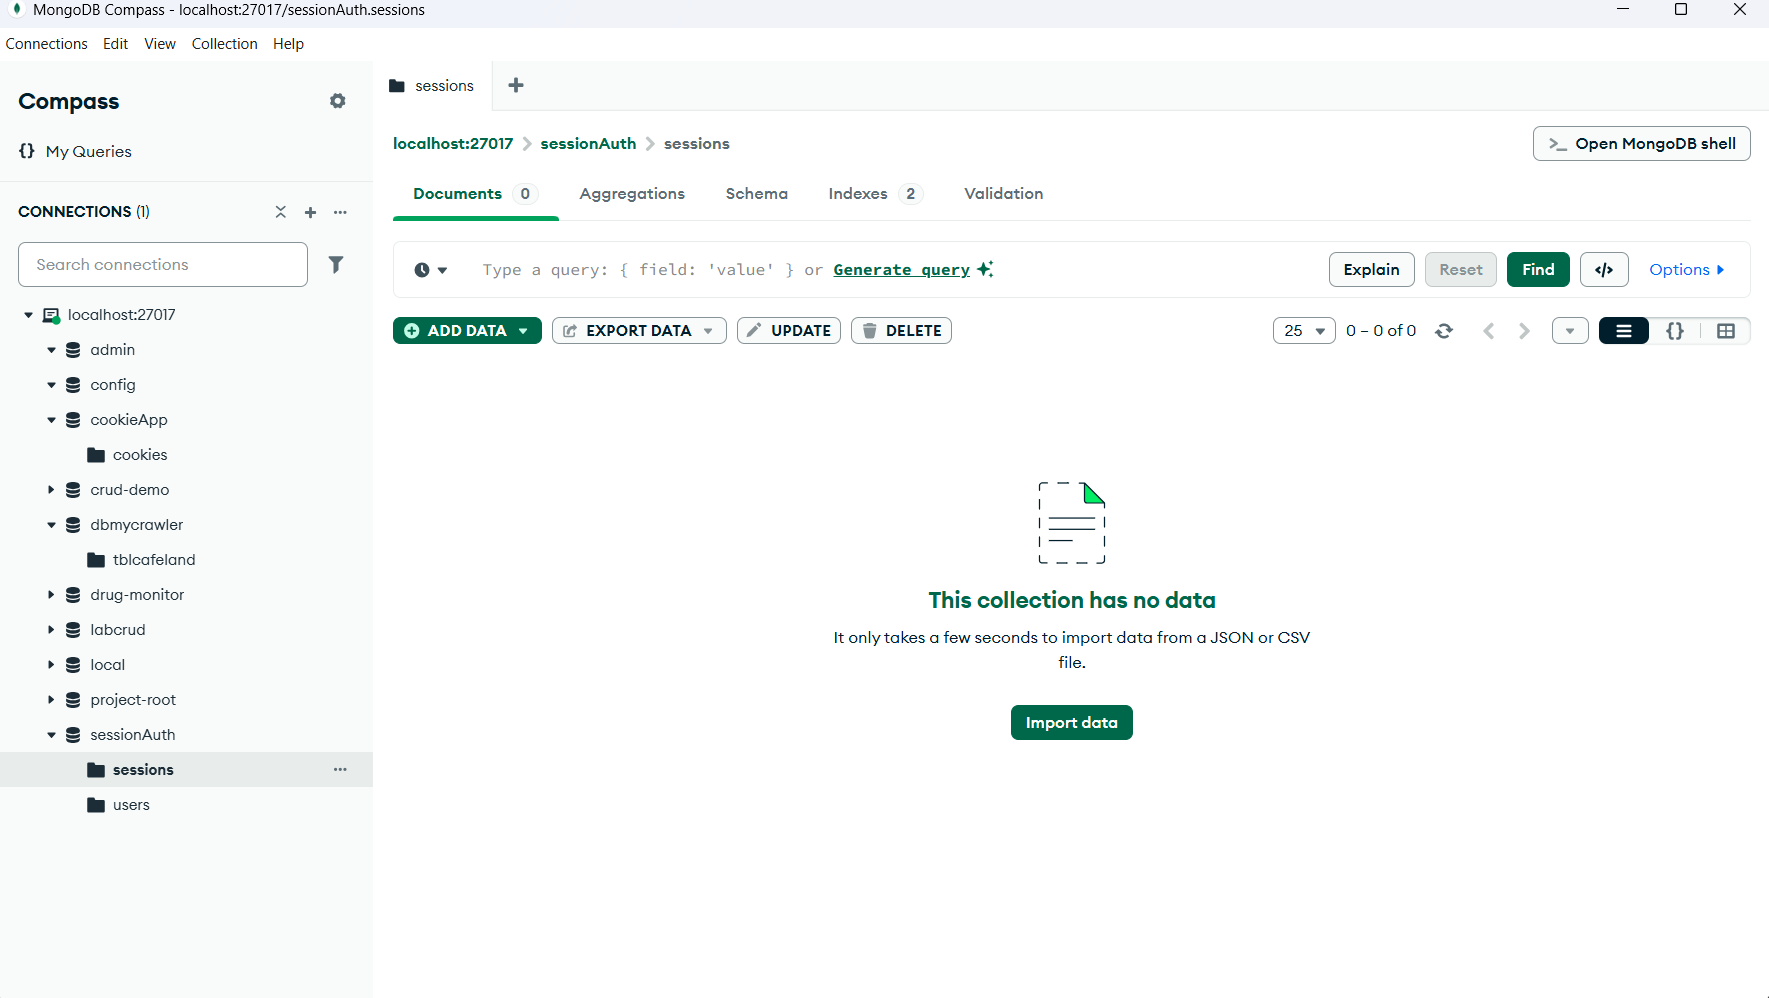 MongoDB Compass - localhost:27017/sessionAuth.sessions
Connections Edit View Collection Help
Compass
{} My Queries
CONNECTIONS (1)
Search connections
localhost:27017
admin
config
cookieApp
cookies
crud-demo
dbmycrawler
tblcafeland
drug-monitor
labcrud
local
project-root
sessionAuth
sessions
users
sessions
localhost:27017 > sessionAuth > sessions
>_ Open MongoDB shell
Documents 0 Aggregations Schema Indexes 2 Validation
Type a query: { field: 'value' } or Generate query
Explain Reset Find </> Options
ADD DATA EXPORT DATA UPDATE DELETE
25 0 – 0 of 0 {}
This collection has no data
It only takes a few seconds to import data from a JSON or CSV
file.
Import data